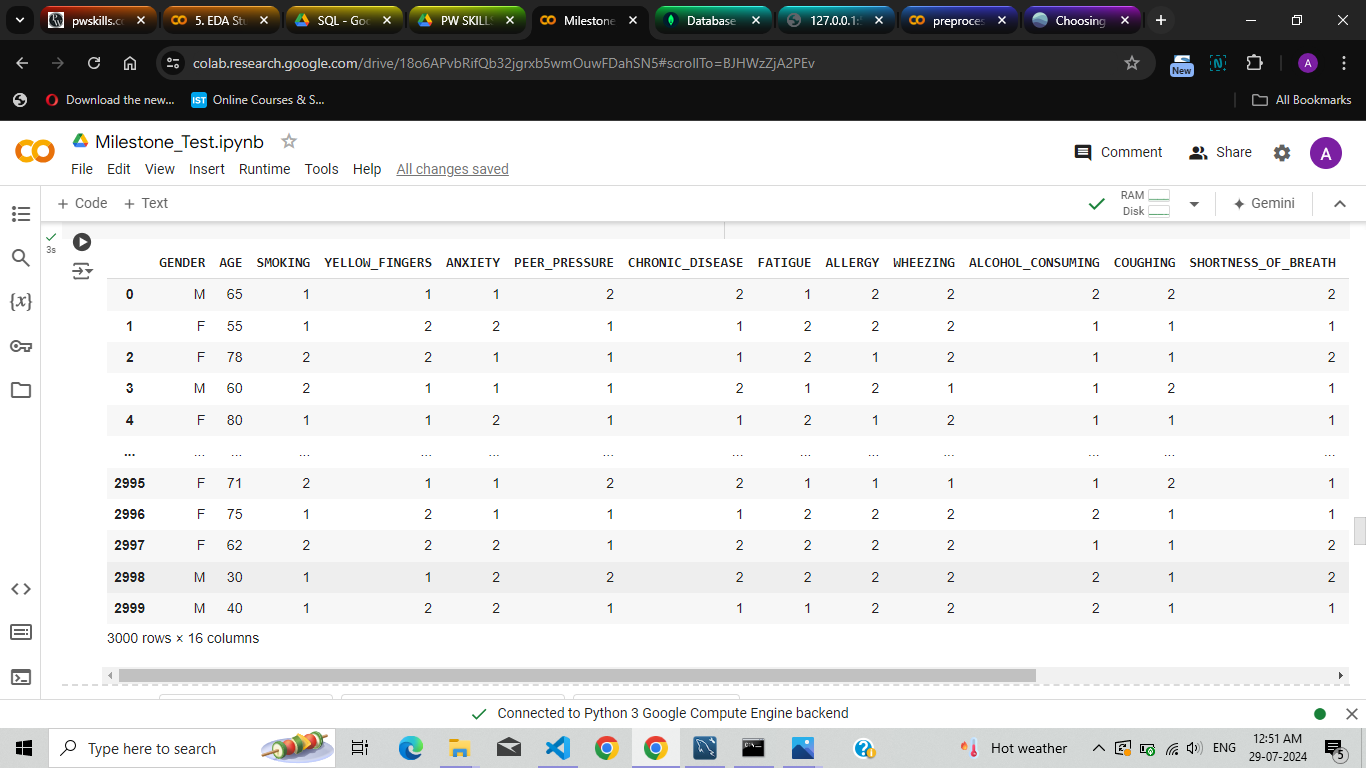 pwskills.c
5. EDA Stu
SQL - Goo
PW SKILL
Milestone
Database
127.0.0.1:
preproces
Choosing
colab.research.google.com/drive/18o6APvbRifQb32jgrxb5wmOuwFDahSN5#scrollTo=BJHWzZjA2PEv
New
N
A
Download the new...
IST
Online Courses & S...
All Bookmarks
Milestone_Test.ipynb
File Edit View Insert Runtime Tools Help All changes saved
Comment
Share
A
+ Code + Text
RAM
Disk
Gemini
3s
{x}
GENDER AGE SMOKING YELLOW_FINGERS ANXIETY PEER_PRESSURE CHRONIC_DISEASE FATIGUE ALLERGY WHEEZING ALCOHOL_CONSUMING COUGHING SHORTNESS_OF_BREATH
0 M 65 1 1 1 2 2 1 2 2 2 2 2
1 F 55 1 2 2 1 1 2 2 2 1 1 1
2 F 78 2 2 1 1 1 2 1 2 1 1 2
3 M 60 2 1 1 1 2 1 2 1 1 2 1
4 F 80 1 1 2 1 1 2 1 2 1 1 1
... ... ... ... ... ... ... ... ... ... ... ... ... ...
2995 F 71 2 1 1 2 2 1 1 1 1 2 1
2996 F 75 1 2 1 1 1 2 2 2 2 1 1
2997 F 62 2 2 2 1 2 2 2 2 1 1 2
2998 M 30 1 1 2 2 2 2 2 2 2 1 2
2999 M 40 1 2 2 1 1 1 2 2 2 1 1
3000 rows × 16 columns
Connected to Python 3 Google Compute Engine backend
Type here to search
Hot weather
ENG
12:51 AM
29-07-2024
5